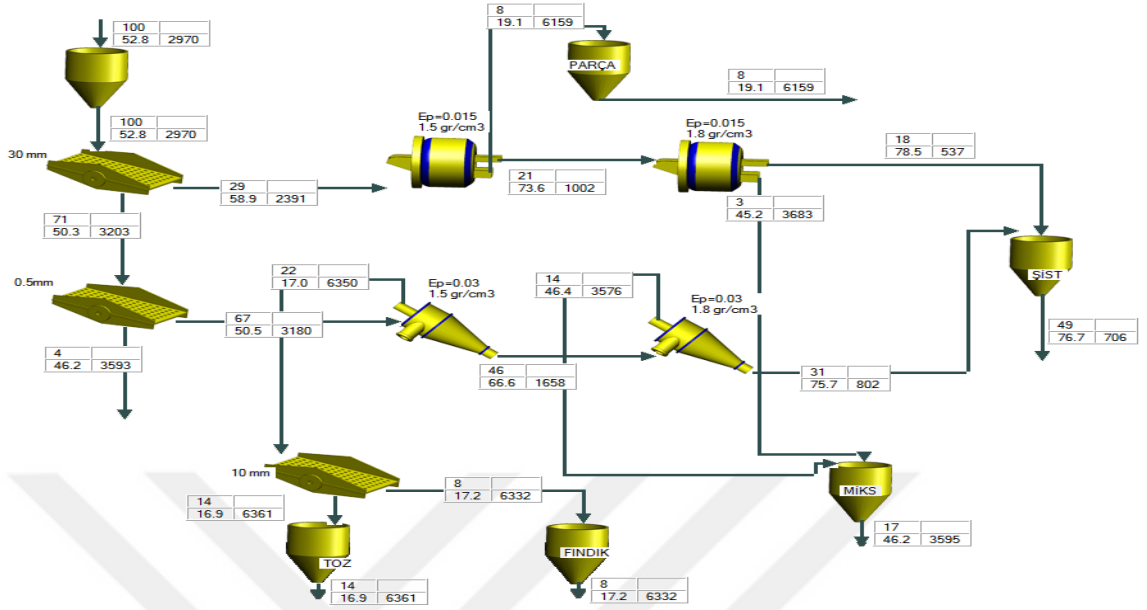 100
52.8 2970
8
19.1 6159
PARÇA
8
19.1 6159
100
52.8 2970
30 mm
Ep=0.015
1.5 gr/cm3
Ep=0.015
1.8 gr/cm3
29
58.9 2391
21
73.6 1002
18
78.5 537
3
45.2 3683
71
50.3 3203
ŞİST
0.5mm
22
17.0 6350
Ep=0.03
1.5 gr/cm3
14
46.4 3576
Ep=0.03
1.8 gr/cm3
67
50.5 3180
49
76.7 706
4
46.2 3593
46
66.6 1658
31
75.7 802
10 mm
8
17.2 6332
MİKS
14
16.9 6361
17
46.2 3595
TOZ
FINDIK
14
16.9 6361
8
17.2 6332